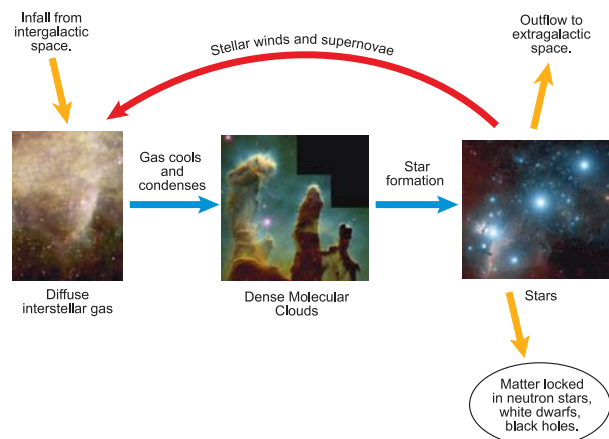 Infall from
intergalactic
space.
Stellar winds and supernovae
Outflow to
extragalactic
space.
Gas cools
and
condenses
Star
formation
Diffuse
interstellar gas
Dense Molecular
Clouds
Stars
Matter locked
in neutron stars,
white dwarfs,
black holes.